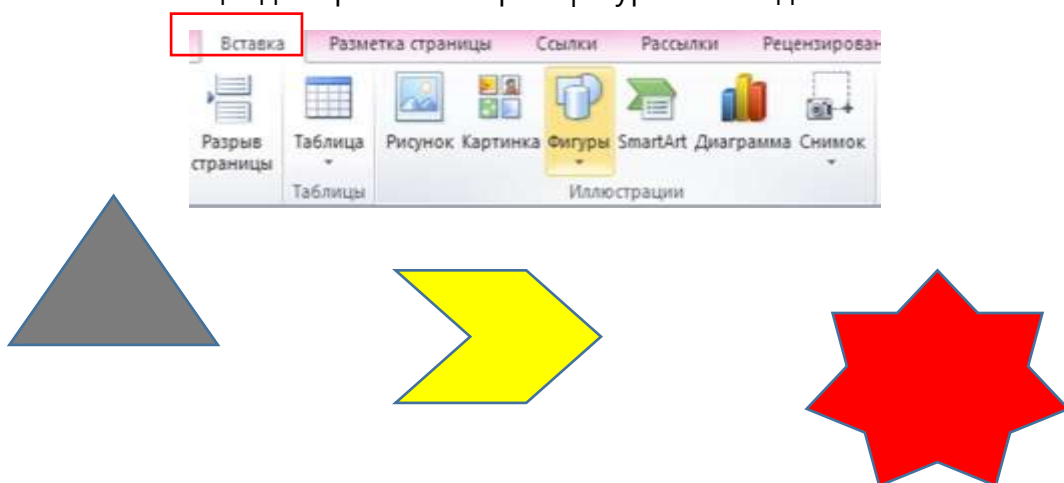 Вставка Разметка страницы Ссылки Рассылки
Разрыв страницы Таблица Рисунок Картинка Фигуры SmartArt Диаграмма Снимок
Таблицы Иллюстрации